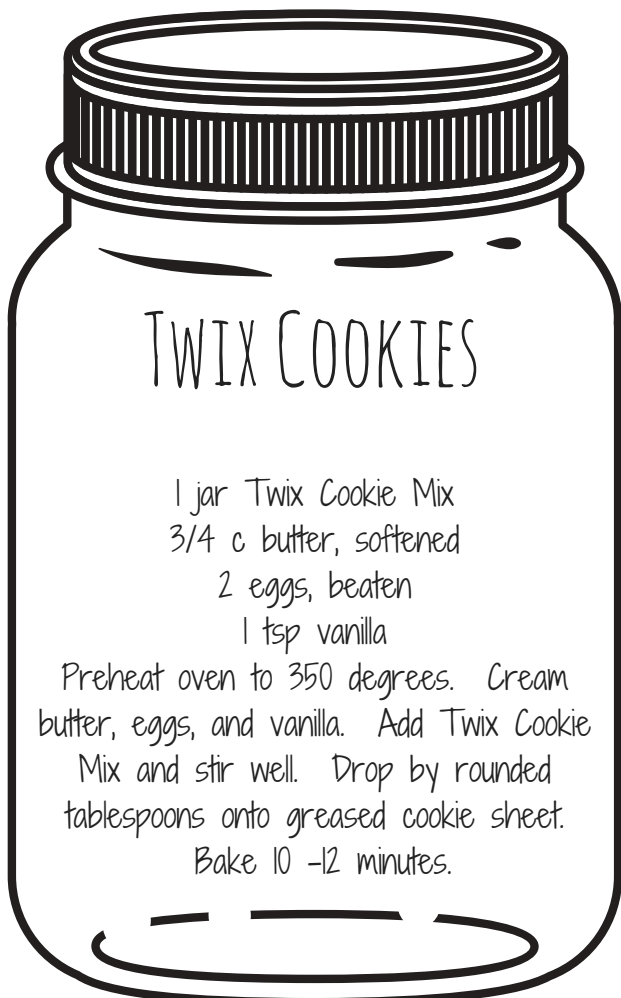 Twix Cookies
1 jar Twix Cookie Mix
3/4 c butter, softened
2 eggs, beaten
1 tsp vanilla
Preheat oven to 350 degrees. Cream
butter, eggs, and vanilla. Add Twix Cookie
Mix and stir well. Drop by rounded
tablespoons onto greased cookie sheet.
Bake 10 -12 minutes.